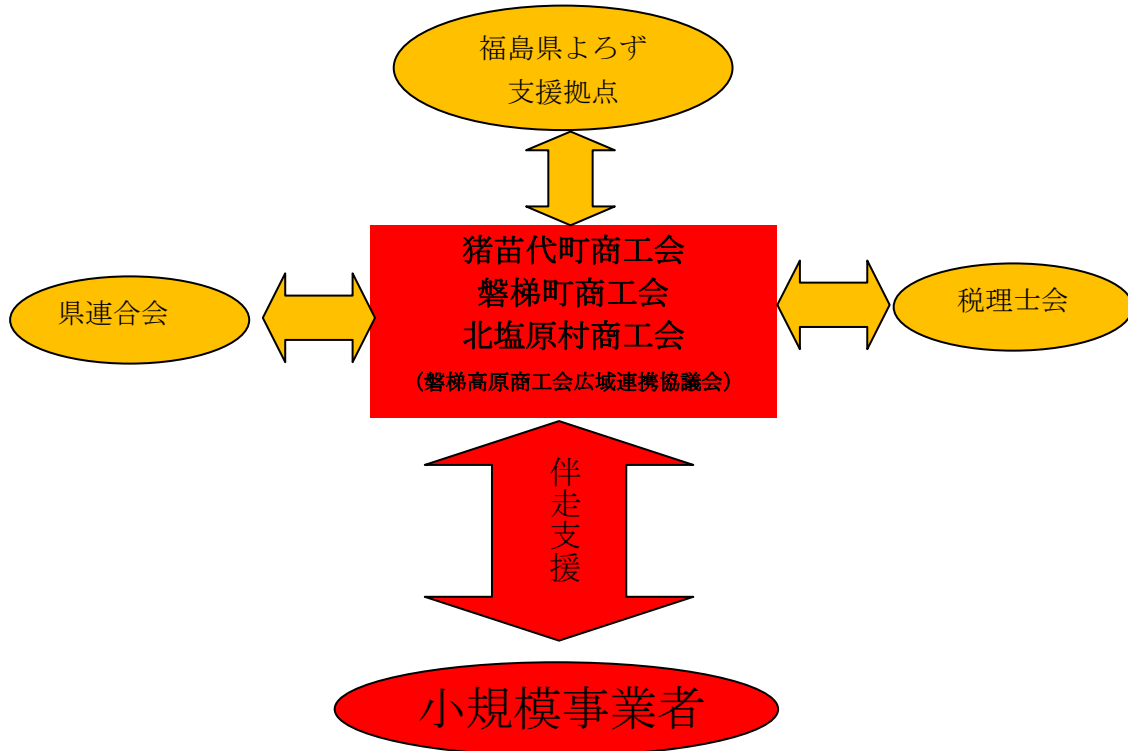 福島県よろず
支援拠点
猪苗代町商工会
磐梯町商工会
北塩原村商工会
(磐梯高原商工会広域連携協議会)
県連合会
税理士会
伴走支援
小規模事業者